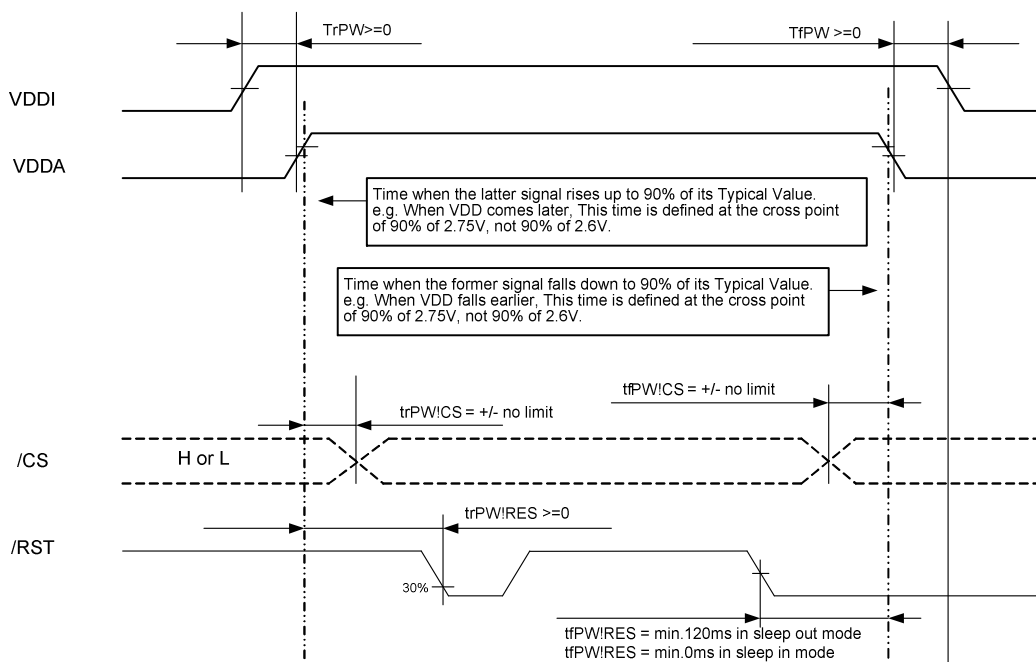 TrPW>=0
TfPW >=0
VDDI
VDDA
Time when the latter signal rises up to 90% of its Typical Value.
e.g. When VDD comes later, This time is defined at the cross point
of 90% of 2.75V, not 90% of 2.6V.
Time when the former signal falls down to 90% of its Typical Value.
e.g. When VDD falls earlier, This time is defined at the cross point
of 90% of 2.75V, not 90% of 2.6V.
tfPW!CS = +/- no limit
trPW!CS = +/- no limit
/CS
H or L
trPW!RES >=0
/RST
30%
tfPW!RES = min.120ms in sleep out mode
tfPW!RES = min.0ms in sleep in mode